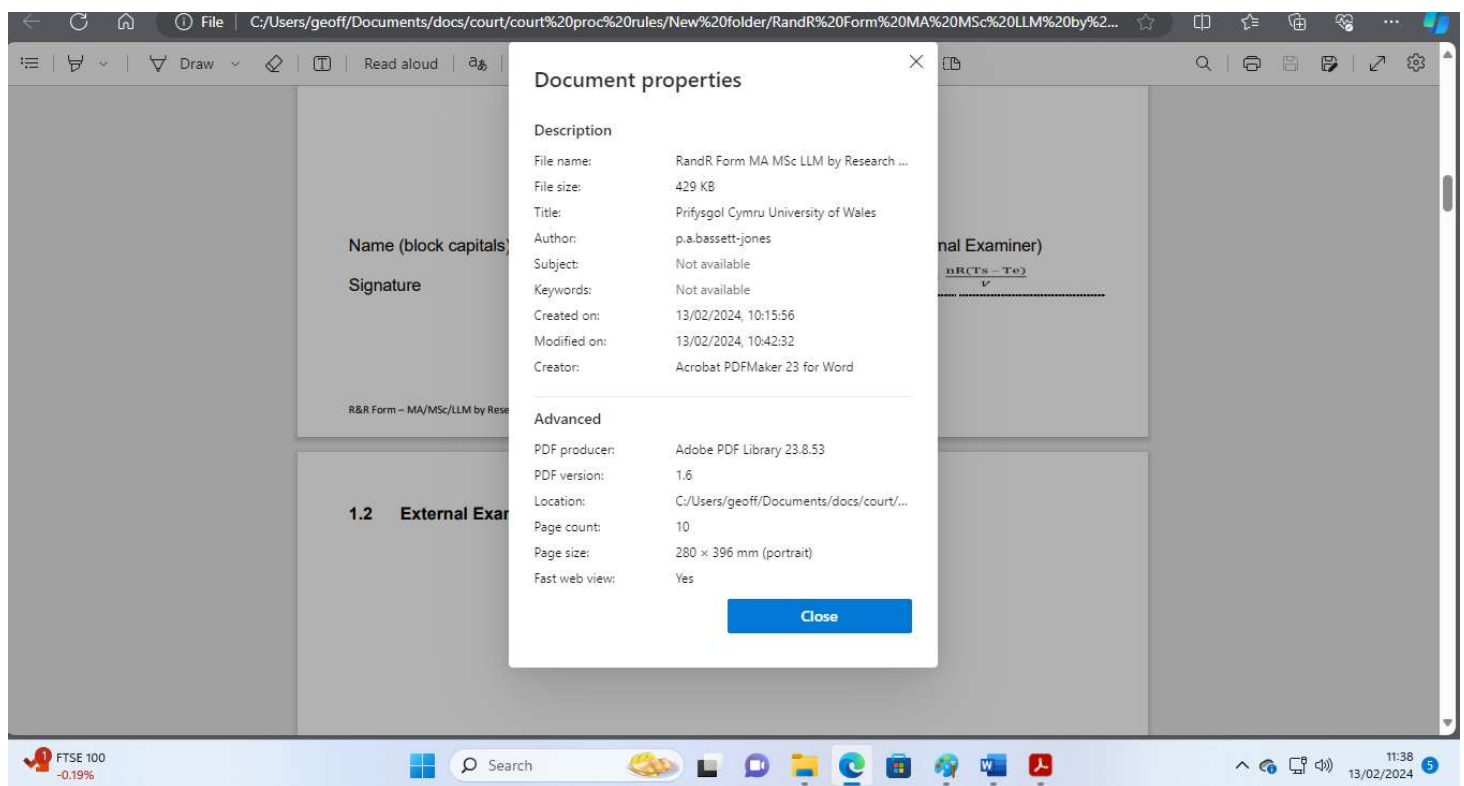 File C:/Users/geoff/Documents/docs/court/court%20proc%20rules/New%20folder/RandR%20Form%20MA%20MSc%20LLM%20by%2...
Draw Read aloud aあ
Document properties
Description
File name: RandR Form MA MSc LLM by Research ...
File size: 429 KB
Title: Prifysgol Cymru University of Wales
Author: p.a.bassett-jones
Subject: Not available
Keywords: Not available
Created on: 13/02/2024, 10:15:56
Modified on: 13/02/2024, 10:42:32
Creator: Acrobat PDFMaker 23 for Word
Advanced
PDF producer: Adobe PDF Library 23.8.53
PDF version: 1.6
Location: C:/Users/geoff/Documents/docs/court/...
Page count: 10
Page size: 280 × 396 mm (portrait)
Fast web view: Yes
Close
Name (block capitals) nal Examiner)
Signature nR(Ts – To)
V
R&R Form – MA/MSc/LLM by Rese
1.2 External Exar
1 FTSE 100
-0.19%
Search
11:38
13/02/2024 5